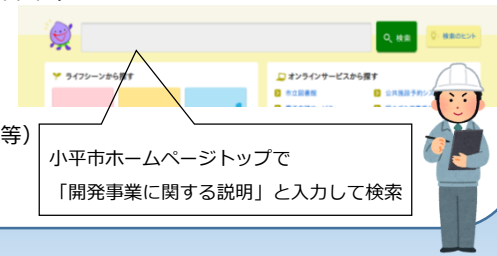 検索
検索のヒント
ライフシーンから探す
オンラインサービスから探す
市立図書館
公共施設予約シス
等）
小平市ホームページトップで
「開発事業に関する説明」と入力して検索